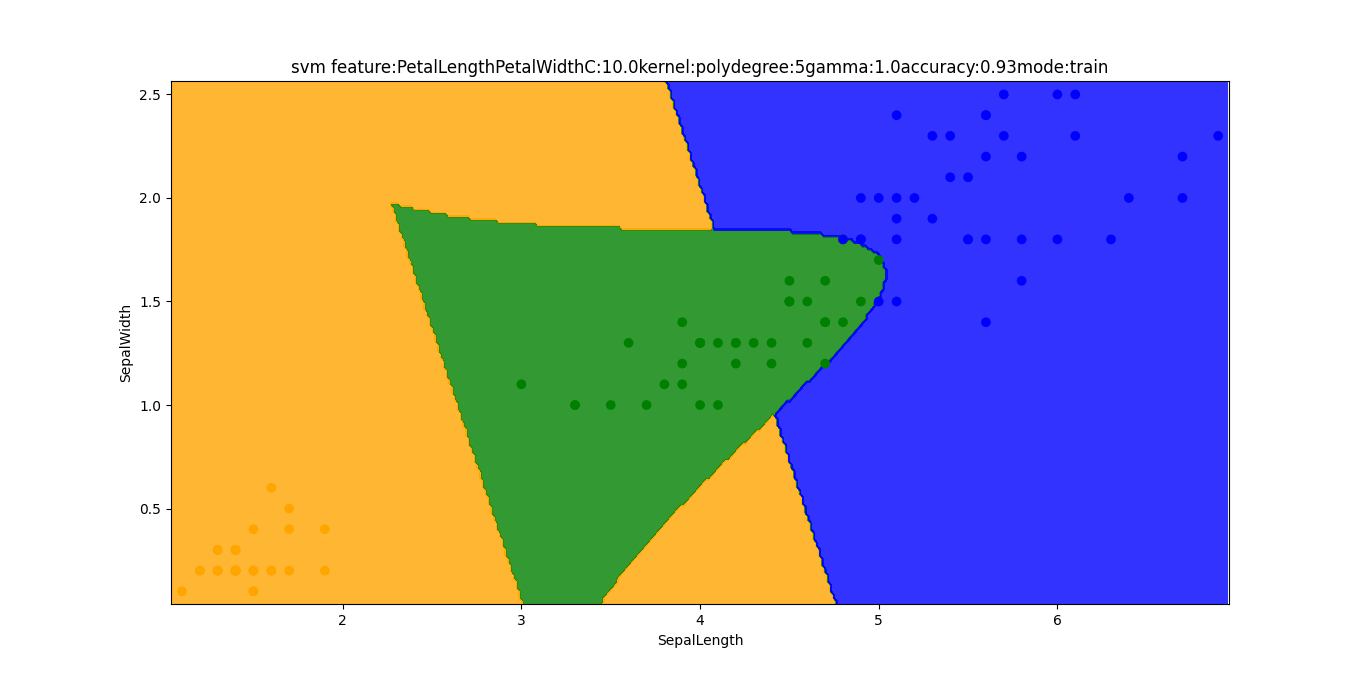 svm feature:PetalLengthPetalWidthC:10.0kernel:polydegree:5gamma:1.0accuracy:0.93mode:train
2.5
2.0
1.5
1.0
0.5
SepalWidth
2 3 4 5 6
SepalLength